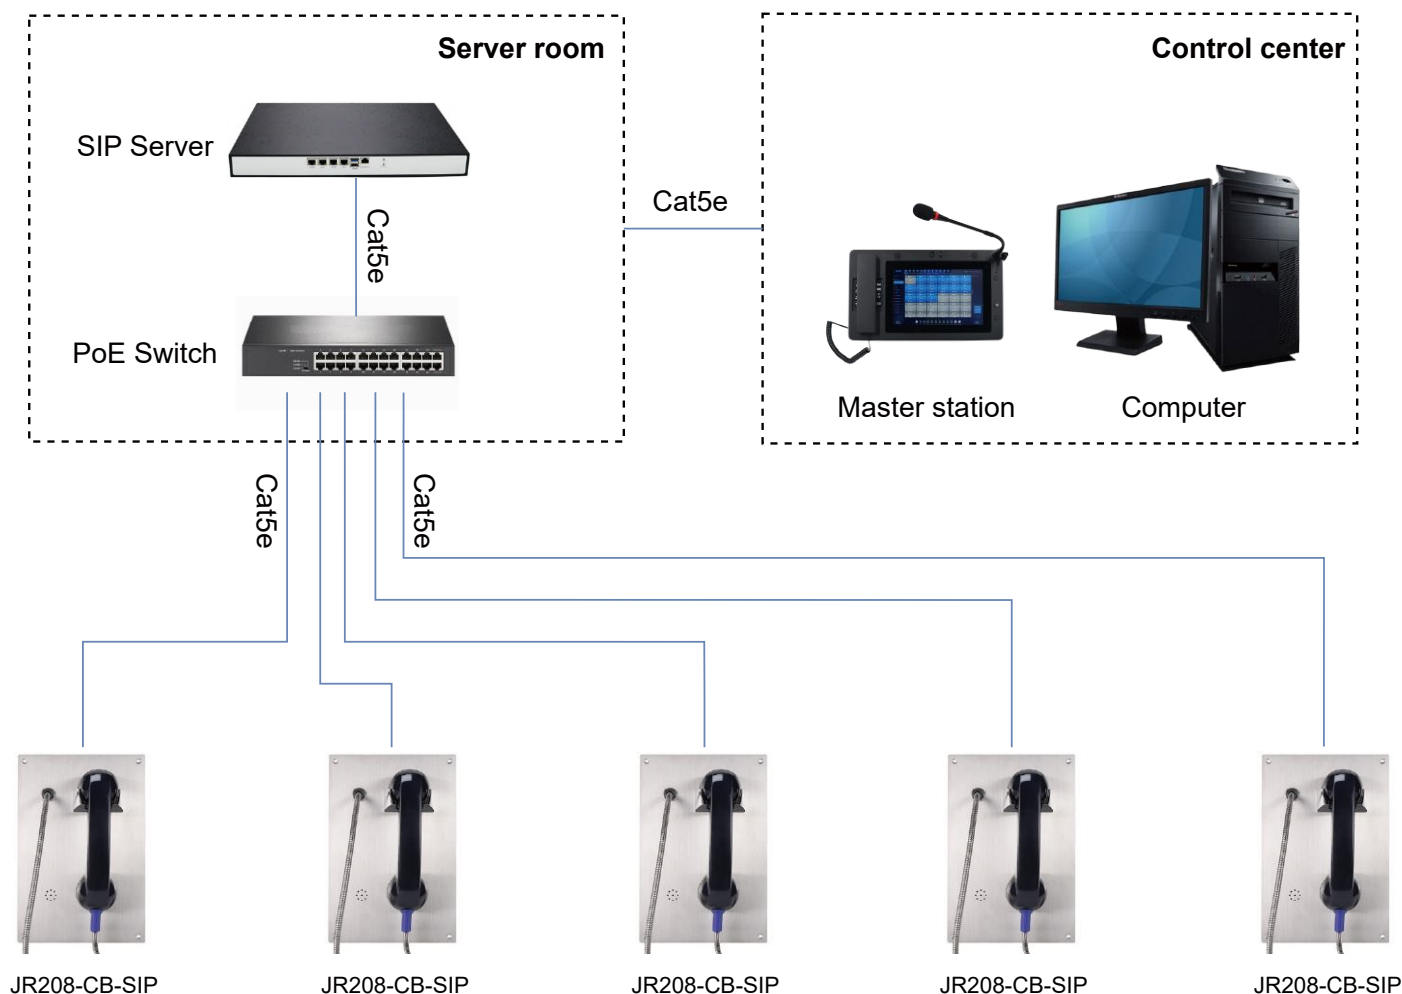 Server room
Control center
SIP Server
Cat5e
Cat5e
PoE Switch
Master station
Computer
Cat5e
Cat5e
JR208-CB-SIP
JR208-CB-SIP
JR208-CB-SIP
JR208-CB-SIP
JR208-CB-SIP